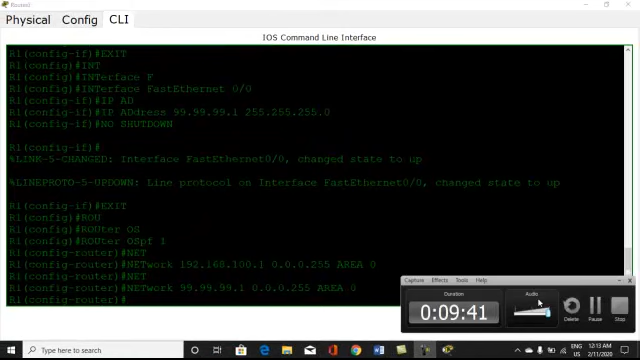 Router0
Physical Config CLI
IOS Command Line Interface
R1(config-if)#EXIT
R1(config)#INT
R1(config)#INTerface F
R1(config)#INTerface FastEthernet 0/0
R1(config-if)#IP AD
R1(config-if)#IP ADdress 99.99.99.1 255.255.255.0
R1(config-if)#NO SHUTDOWN
R1(config-if)#
%LINK-5-CHANGED: Interface FastEthernet0/0, changed state to up
%LINEPROTO-5-UPDOWN: Line protocol on Interface FastEthernet0/0, changed state to up
R1(config-if)#EXIT
R1(config)#ROU
R1(config)#ROUter OS
R1(config)#ROUter OSpf 1
R1(config-router)#NET
R1(config-router)#NETwork 192.168.100.1 0.0.0.255 AREA 0
R1(config-router)#NET
R1(config-router)#NETwork 99.99.99.1 0.0.0.255 AREA 0
R1(config-router)#
Capture Effects Tools Help
Duration
0:09:41
Audio
Delete Pause Stop
Type here to search
ENG
US
12:13 AM
2/11/2020